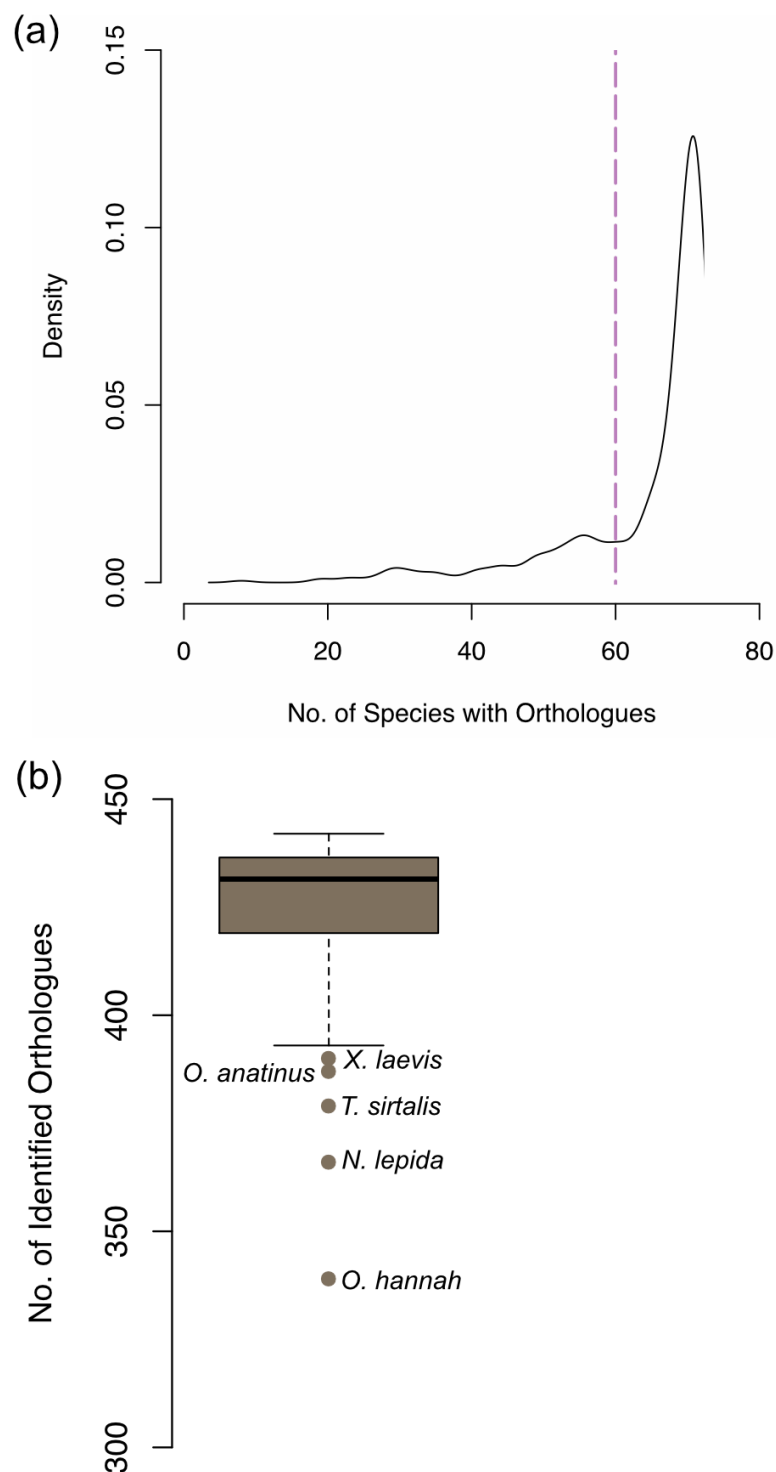 (a)
0.15
0.10
0.05
0.00
Density
0 20 40 60 80
No. of Species with Orthologues
(b)
450
400
350
300
No. of Identified Orthologues
X. laevis
O. anatinus
T. sirtalis
N. lepida
O. hannah